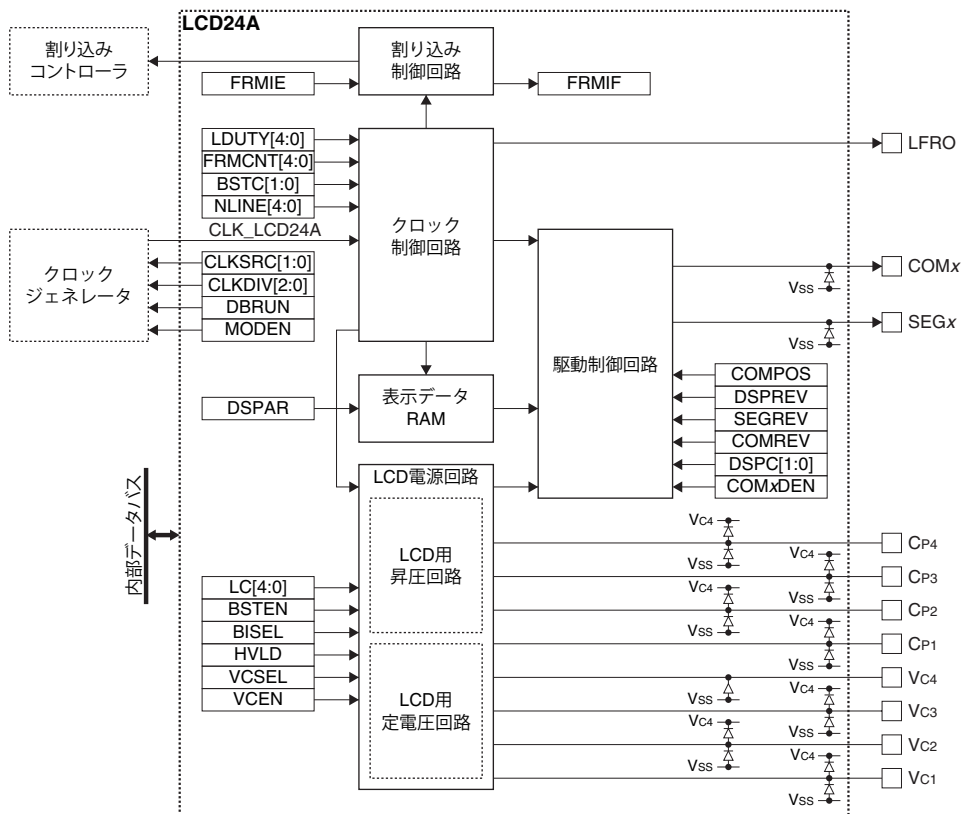 LCD24A
割り込み
コントローラ
割り込み
制御回路
FRMIE
FRMIF
LDUTY[4:0]
FRMCNT[4:0]
BSTC[1:0]
NLINE[4:0]
CLK_LCD24A
クロック
制御回路
LFRO
クロック
ジェネレータ
CLKSRC[1:0]
CLKDIV[2:0]
DBRUN
MODEN
COMx
VSS
SEGx
VSS
駆動制御回路
COMPOS
DSPREV
SEGREV
COMREV
DSPC[1:0]
COMxDEN
DSPAR
表示データ
RAM
内部データバス
LCD電源回路
LCD用
昇圧回路
LCD用
定電圧回路
LC[4:0]
BSTEN
BISEL
HVLD
VCSEL
VCEN
VC4
CP4
VSS
VC4
CP3
VSS
VC4
CP2
VSS
VC4
CP1
VSS
VC4
VSS
VC4
VC3
VSS
VC4
VC2
VSS
VC4
VC1
VSS